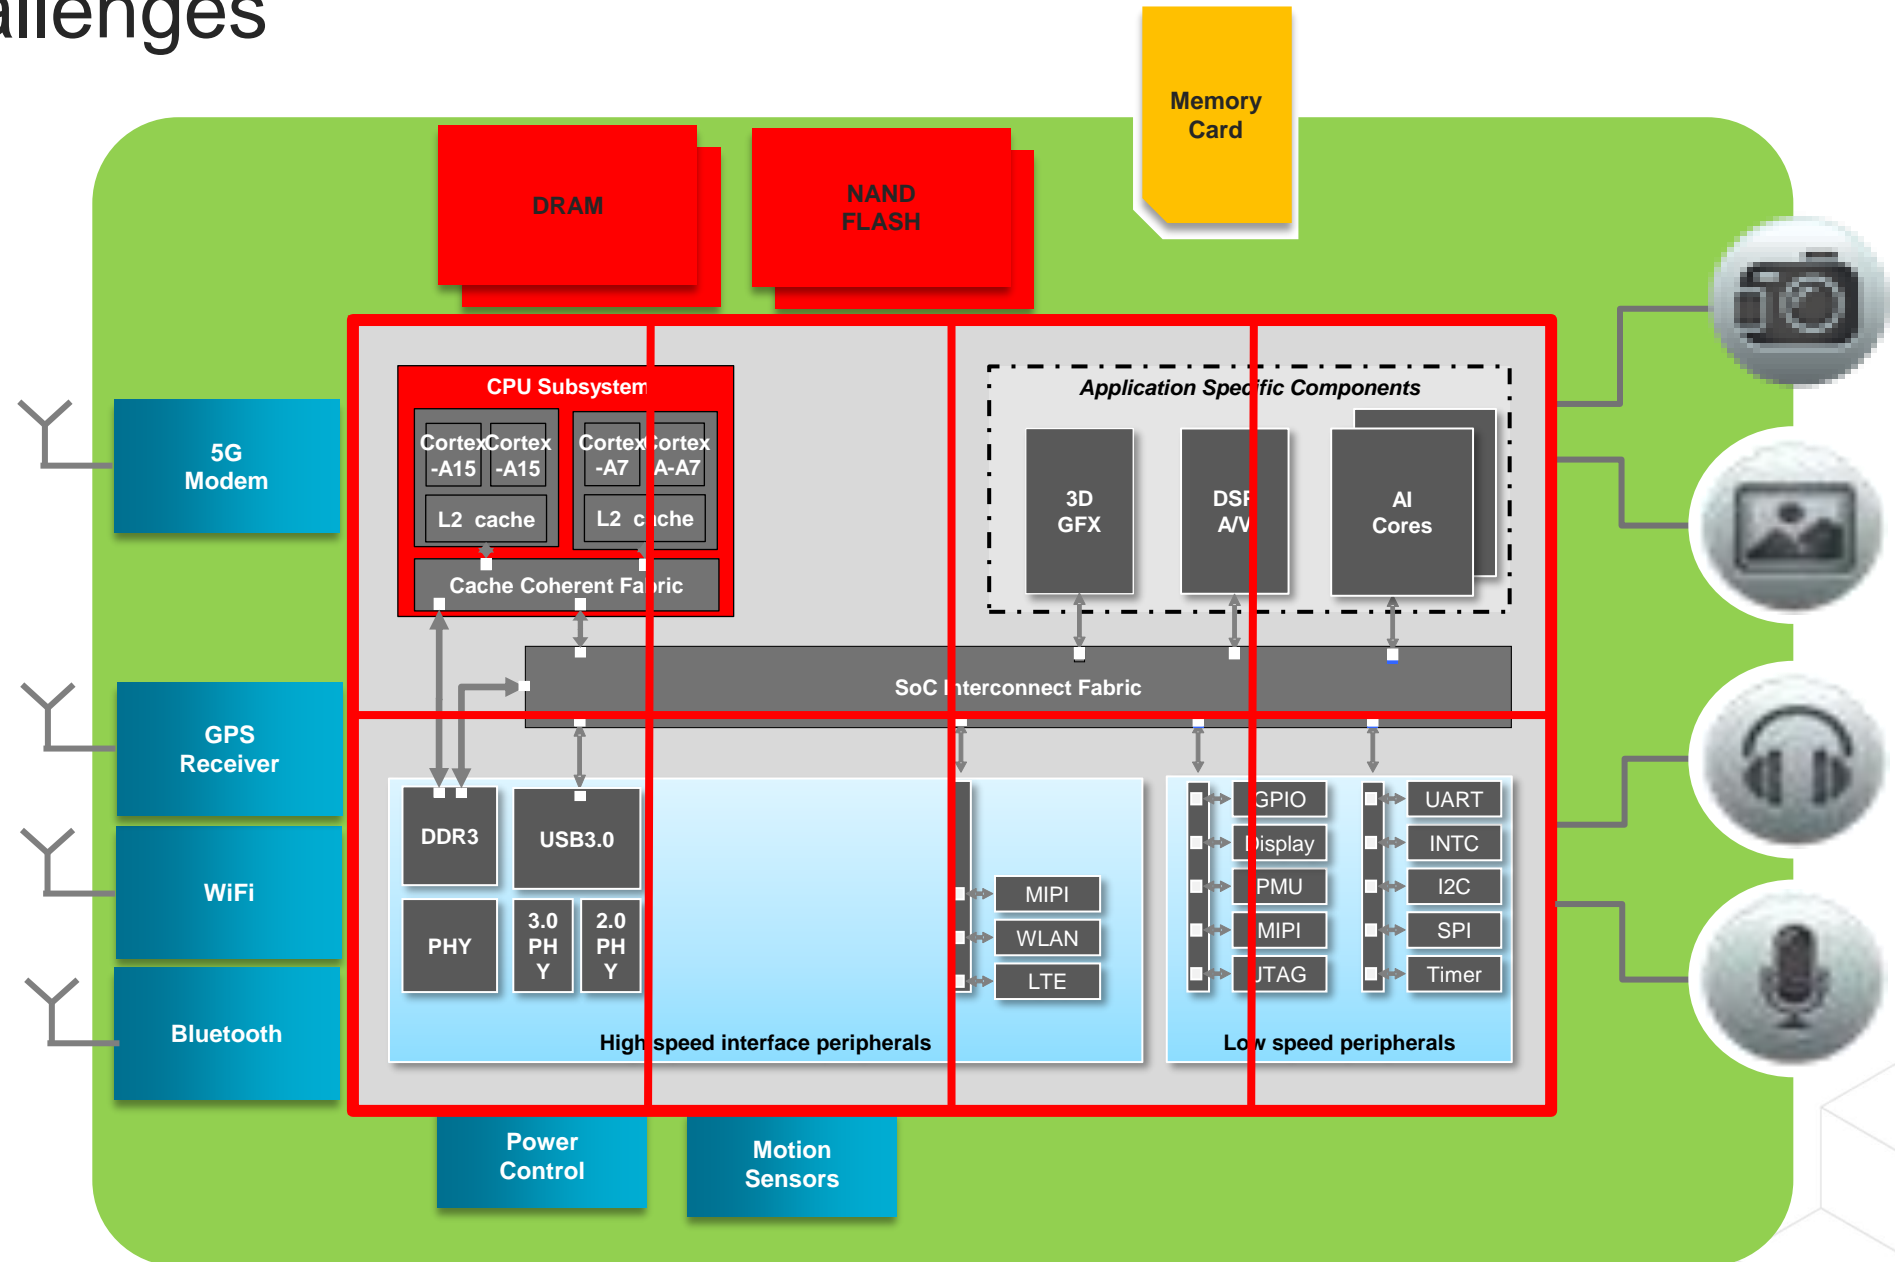 allenges
Memory
Card
DRAM
NAND
FLASH
CPU Subsystem
Application Specific Components
Cortex
-A15
Cortex
-A15
Cortex
-A7
Cortex
A-A7
L2 cache
L2 cache
Cache Coherent Fabric
3D
GFX
DSP
A/V
AI
Cores
5G
Modem
SoC Interconnect Fabric
GPS
Receiver
WiFi
Bluetooth
DDR3
USB3.0
PHY
3.0
PH
Y
2.0
PH
Y
MIPI
WLAN
LTE
GPIO
Display
PMU
MIPI
JTAG
UART
INTC
I2C
SPI
Timer
High speed interface peripherals
Low speed peripherals
Power
Control
Motion
Sensors